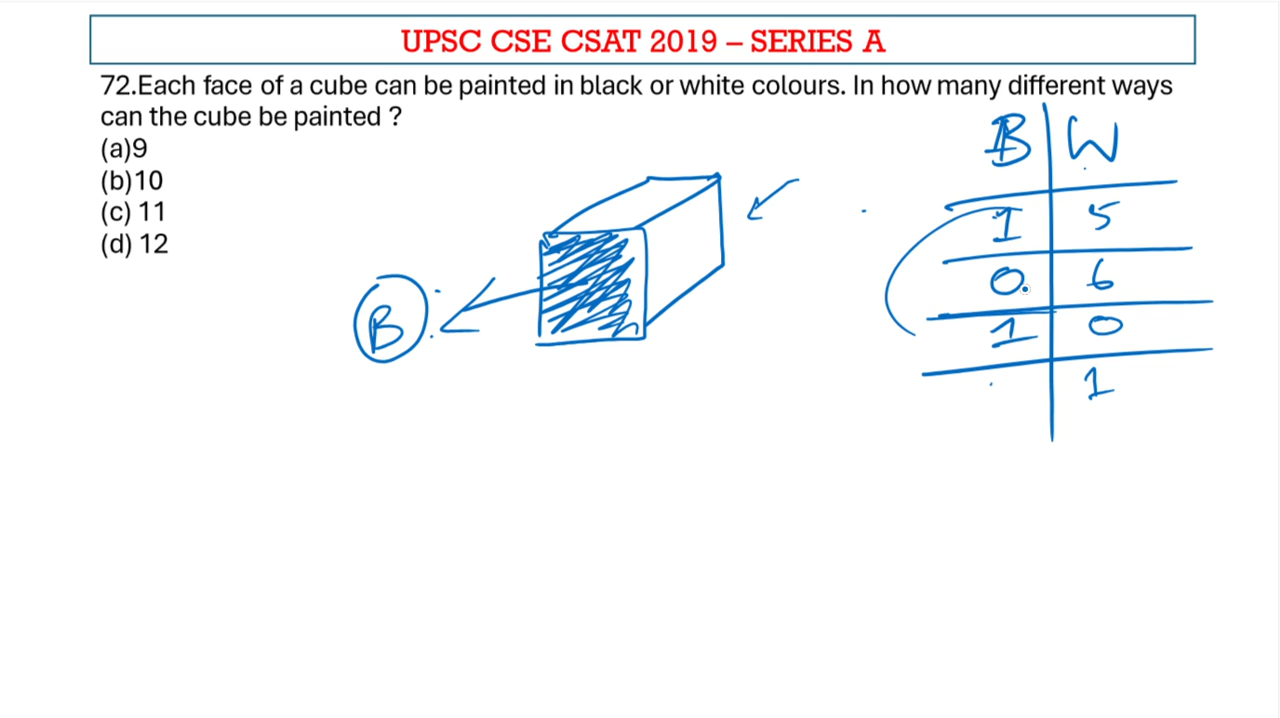 UPSC CSE CSAT 2019 – SERIES A
72.Each face of a cube can be painted in black or white colours. In how many different ways
can the cube be painted ?
(a)9
(b)10
(c) 11
(d) 12
B W
1 5
0 6
1 0
1
B